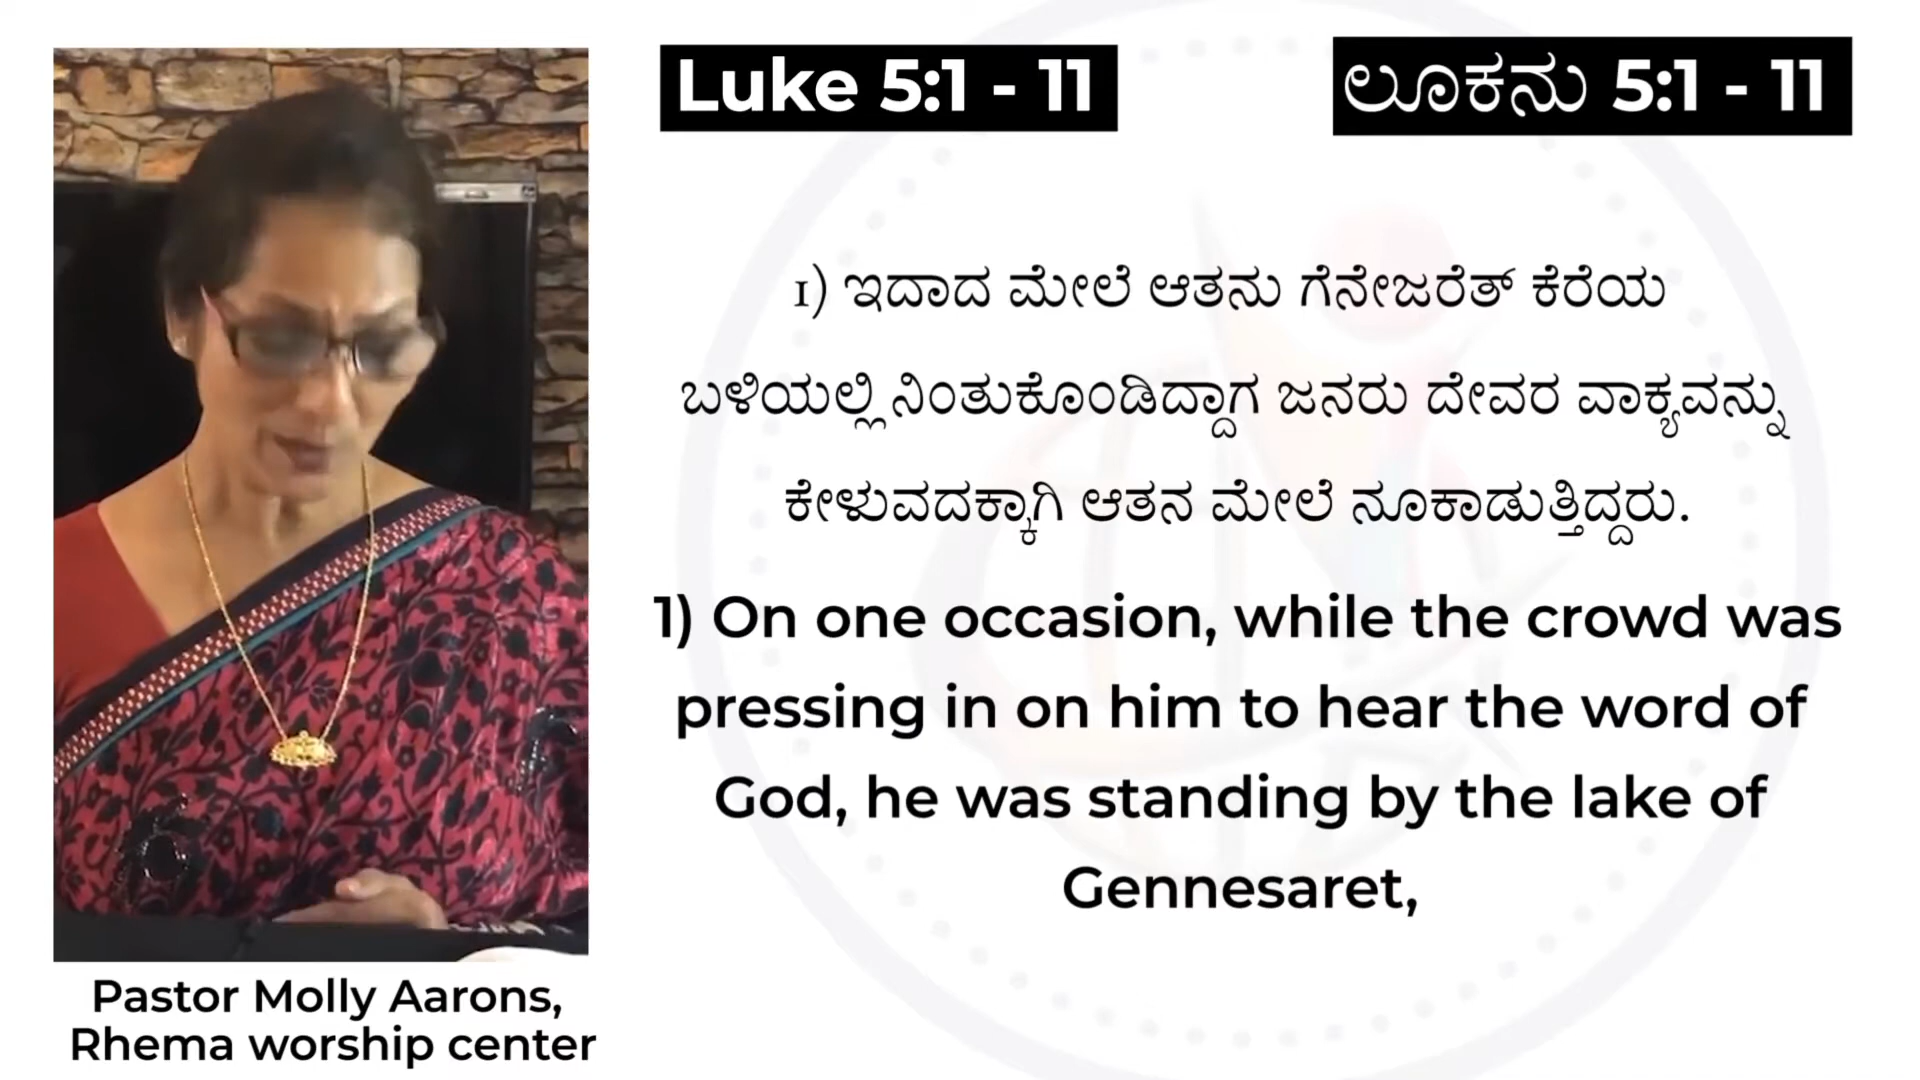 Luke 5:1 - 11
ಲೂಕನು 5:1 - 11
1) ಇದಾದ ಮೇಲೆ ಆತನು ಗೆನೇಜರೆತ್ ಕೆರೆಯ
ಬಳಿಯಲ್ಲಿ ನಿಂತುಕೊಂಡಿದ್ದಾಗ ಜನರು ದೇವರ ವಾಕ್ಯವನ್ನು
ಕೇಳುವದಕ್ಕಾಗಿ ಆತನ ಮೇಲೆ ನೂಕಾಡುತ್ತಿದ್ದರು.
1) On one occasion, while the crowd was
pressing in on him to hear the word of
God, he was standing by the lake of
Gennesaret,
Pastor Molly Aarons,
Rhema worship center